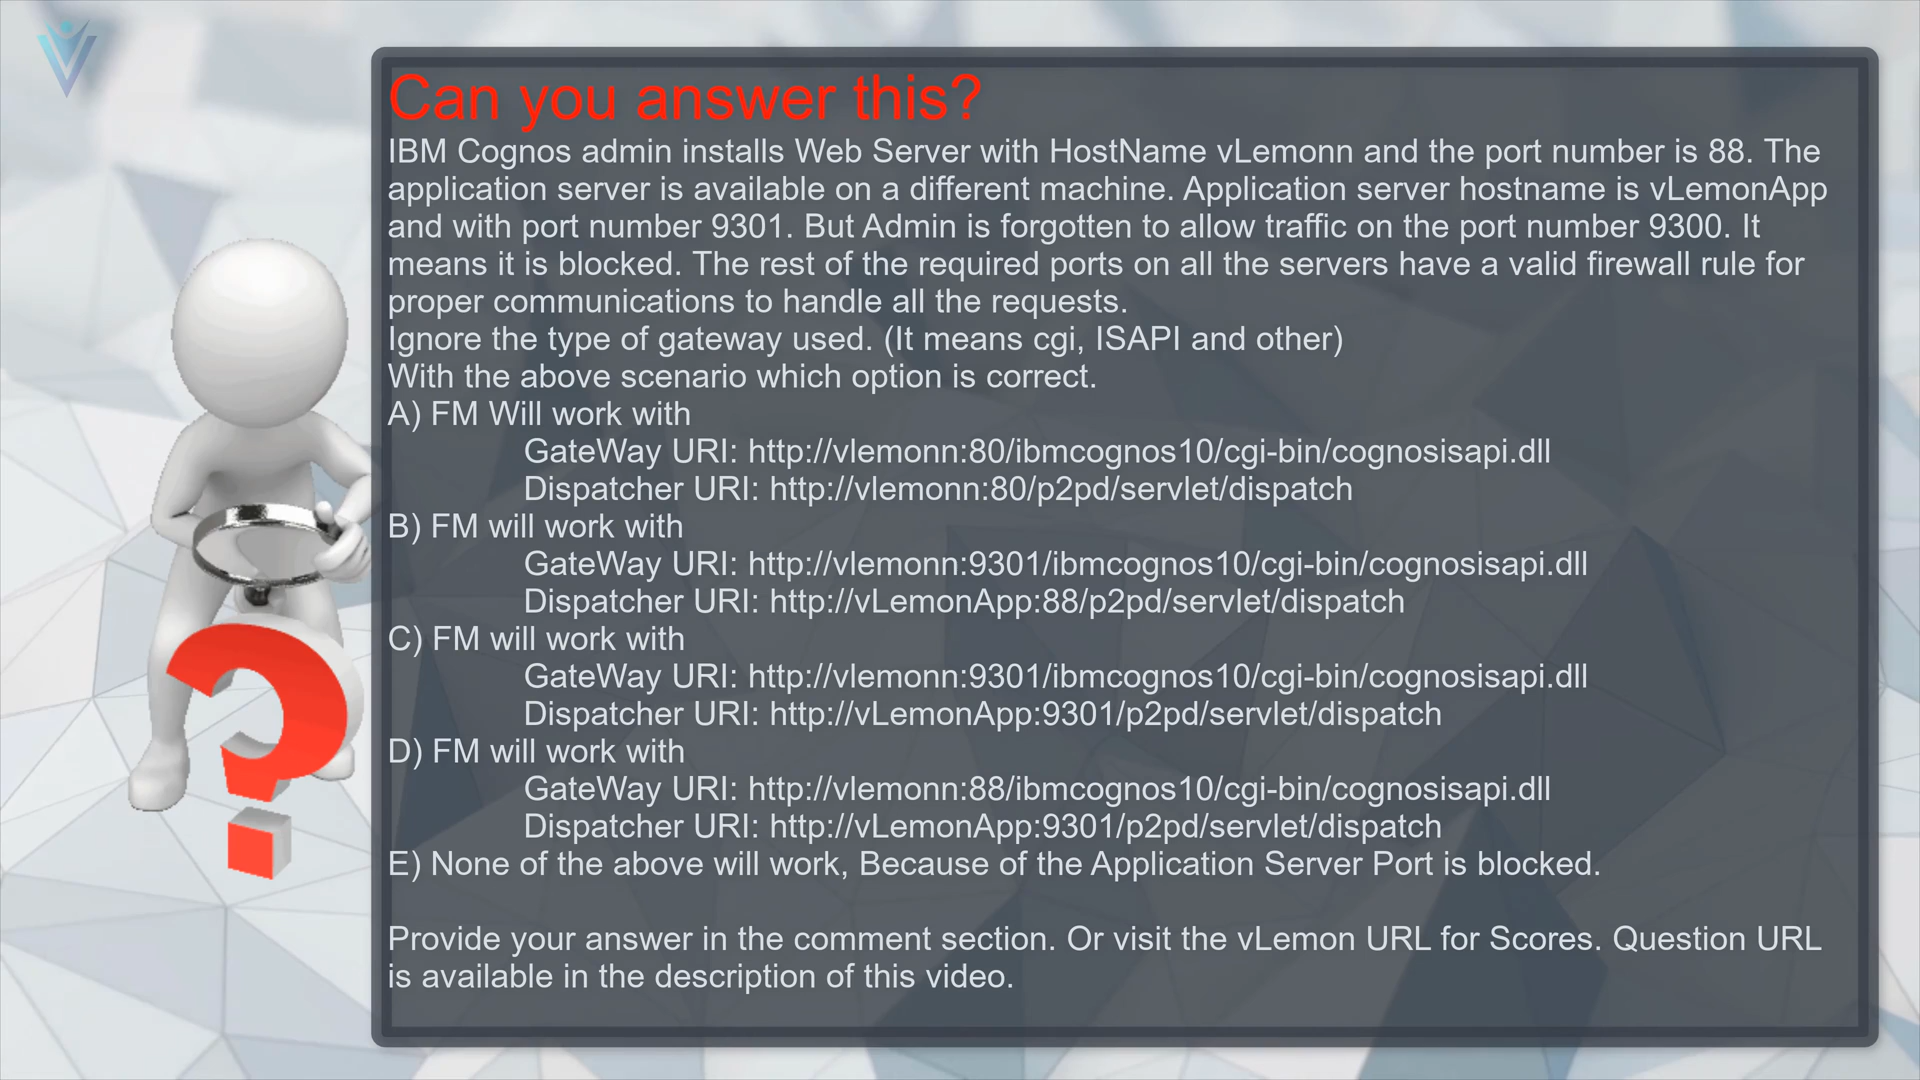 Can you answer this?
IBM Cognos admin installs Web Server with HostName vLemonn and the port number is 88. The
application server is available on a different machine. Application server hostname is vLemonApp
and with port number 9301. But Admin is forgotten to allow traffic on the port number 9300. It
means it is blocked. The rest of the required ports on all the servers have a valid firewall rule for
proper communications to handle all the requests.
Ignore the type of gateway used. (It means cgi, ISAPI and other)
With the above scenario which option is correct.
A) FM Will work with
GateWay URI: http://vlemonn:80/ibmcognos10/cgi-bin/cognosisapi.dll
Dispatcher URI: http://vlemonn:80/p2pd/servlet/dispatch
B) FM will work with
GateWay URI: http://vlemonn:9301/ibmcognos10/cgi-bin/cognosisapi.dll
Dispatcher URI: http://vLemonApp:88/p2pd/servlet/dispatch
C) FM will work with
GateWay URI: http://vlemonn:9301/ibmcognos10/cgi-bin/cognosisapi.dll
Dispatcher URI: http://vLemonApp:9301/p2pd/servlet/dispatch
D) FM will work with
GateWay URI: http://vlemonn:88/ibmcognos10/cgi-bin/cognosisapi.dll
Dispatcher URI: http://vLemonApp:9301/p2pd/servlet/dispatch
E) None of the above will work, Because of the Application Server Port is blocked.
Provide your answer in the comment section. Or visit the vLemon URL for Scores. Question URL
is available in the description of this video.